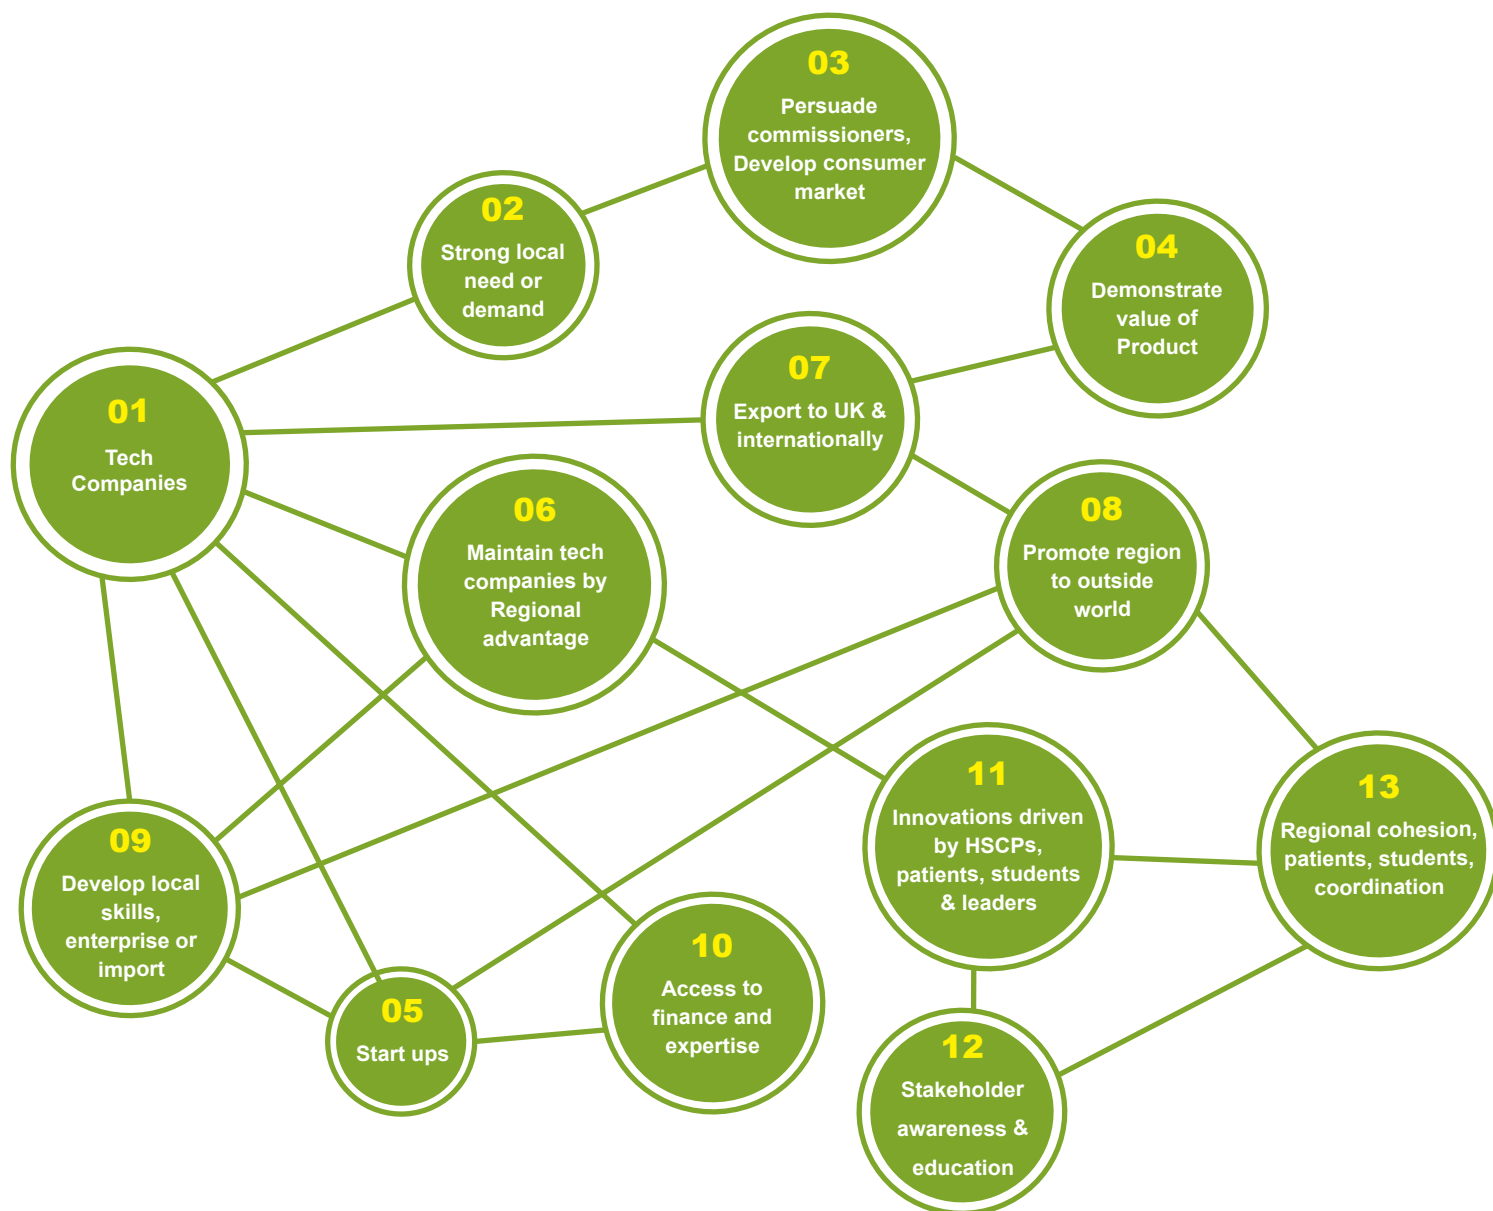 01
Tech
Companies
02
Strong local
need or
demand
03
Persuade
commissioners,
Develop consumer
market
04
Demonstrate
value of
Product
05
Start ups
06
Maintain tech
companies by
Regional
advantage
07
Export to UK &
internationally
08
Promote region
to outside
world
09
Develop local
skills,
enterprise or
import
10
Access to
finance and
expertise
11
Innovations driven
by HSCPs,
patients, students
& leaders
12
Stakeholder
awareness &
education
13
Regional cohesion,
patients, students,
coordination